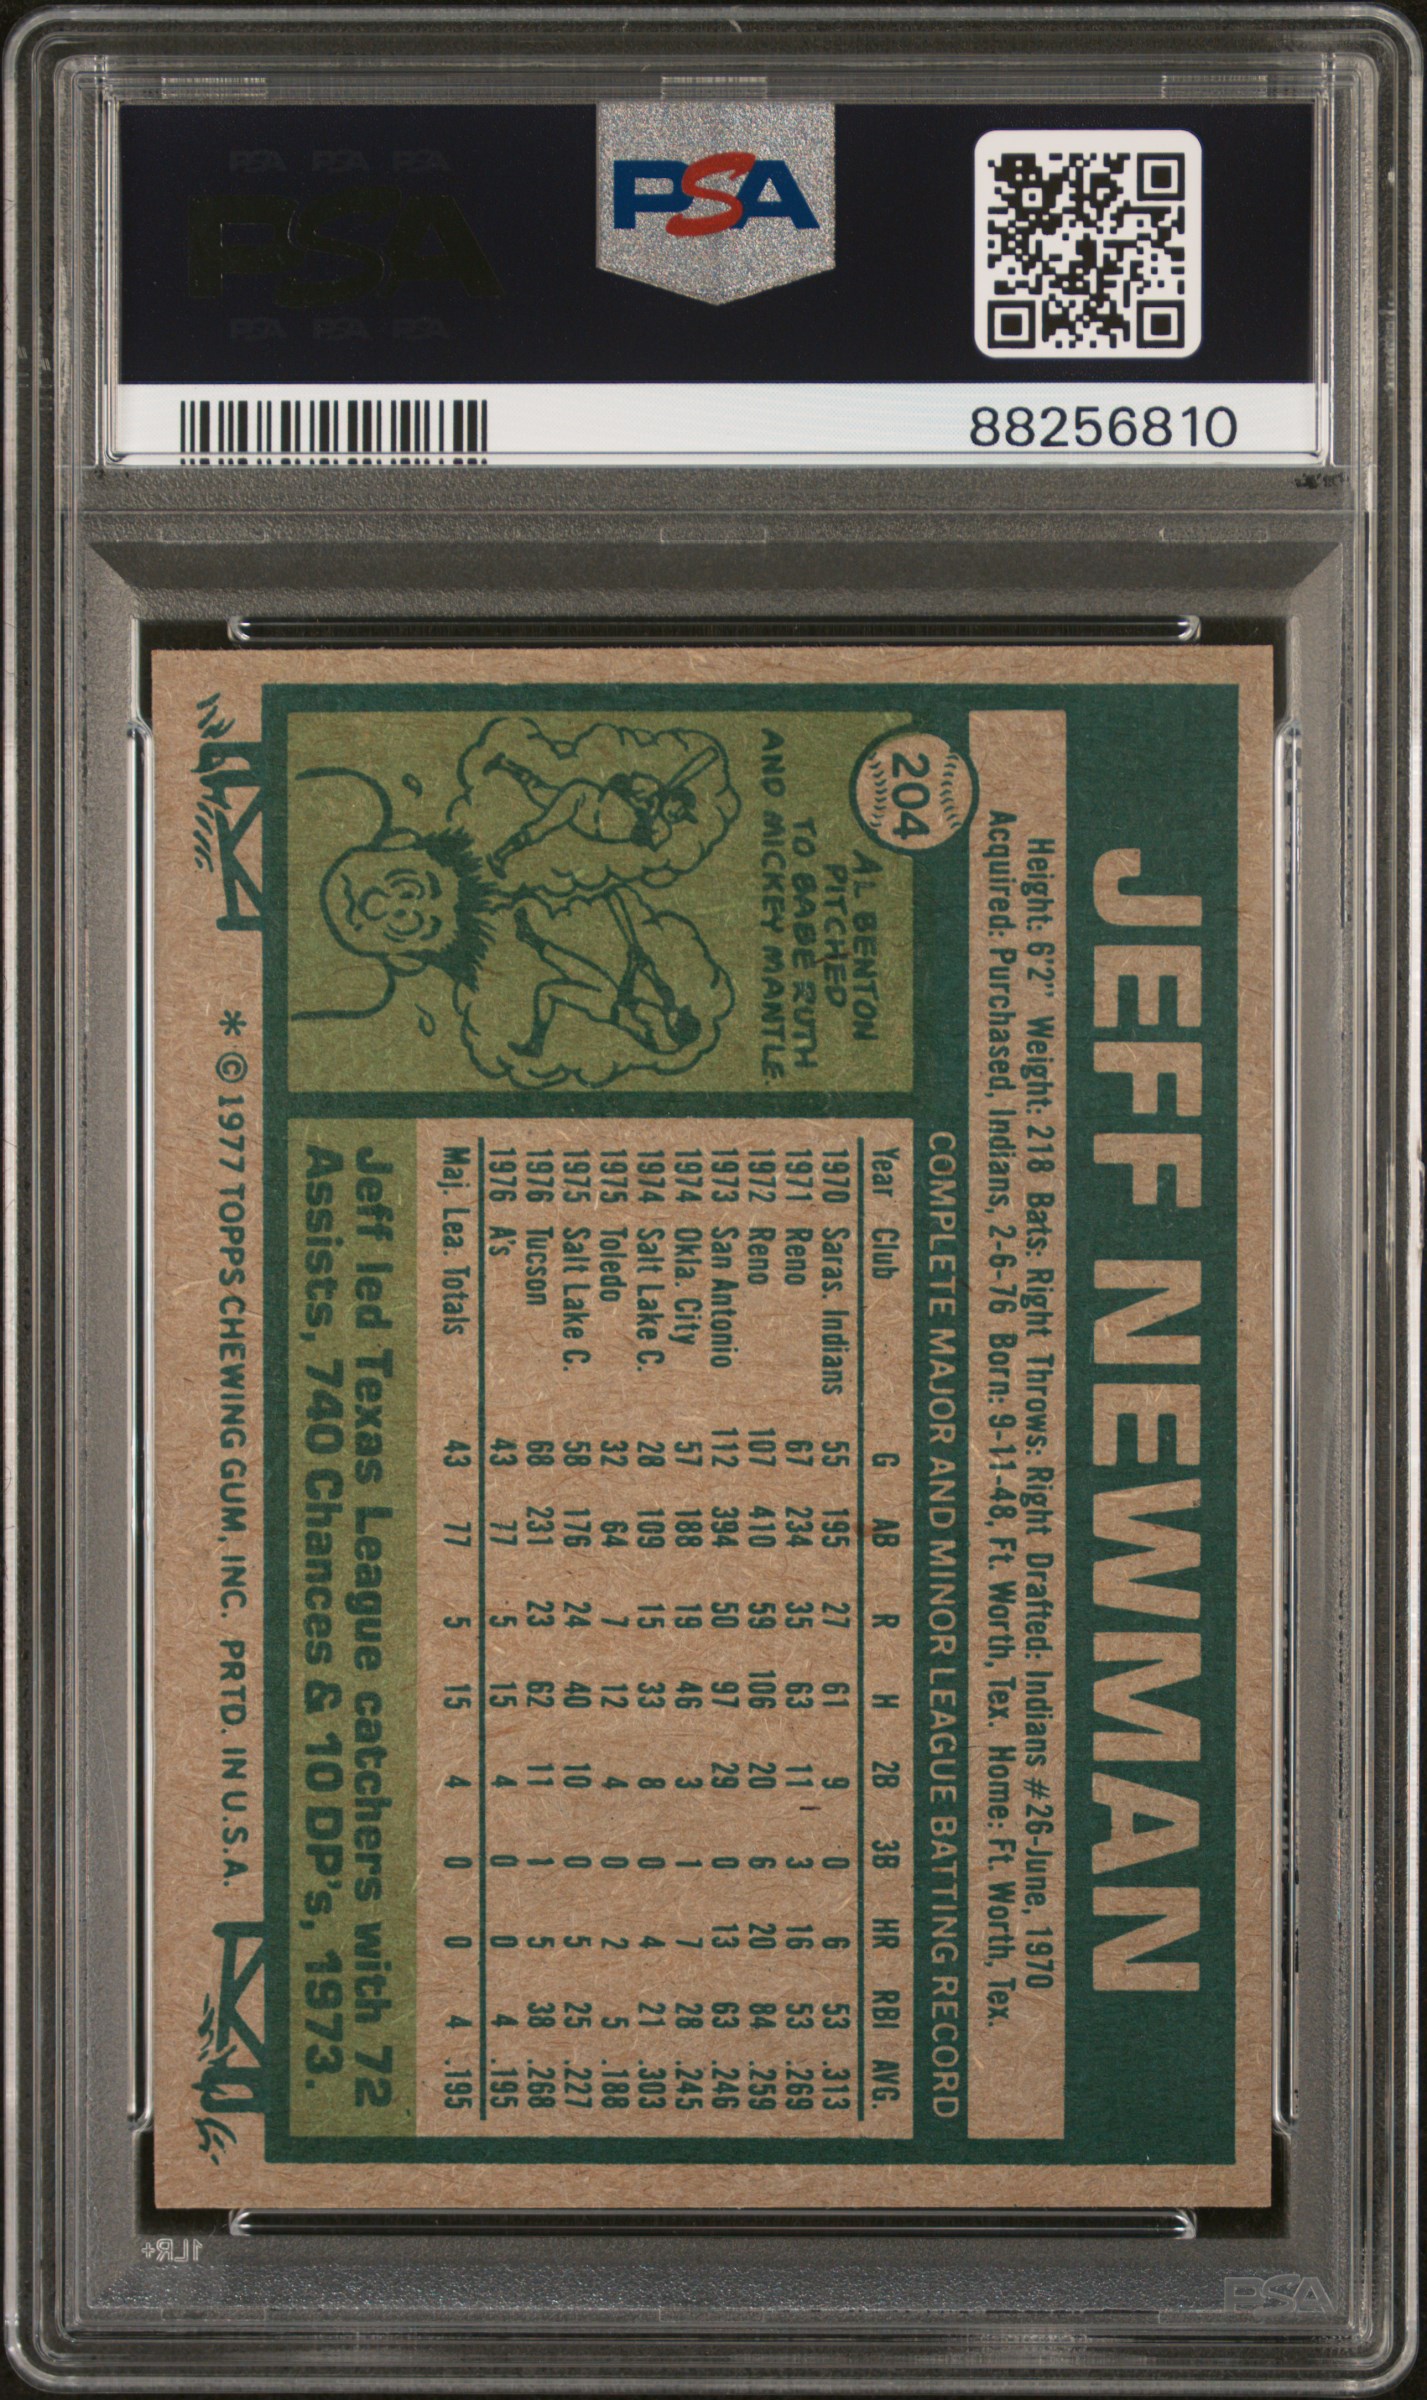 PSA PSA PSA
PSA
PSA PSA PSA
PSA
88256810
JEFF NEWMAN
Height: 6'2" Weight: 218 Bats: Right Throws: Right Drafted: Indians #26-June, 1970
Acquired: Purchased, Indians, 2-6-76 Born: 9-11-48, Ft. Worth, Tex. Home: Ft. Worth, Tex.
204
COMPLETE MAJOR AND MINOR LEAGUE BATTING RECORD
AL BENTON
PITCHED
TO BABE RUTH
AND MICKEY MANTLE.
Year Club G AB R H 2B 3B HR RBI AVG.
1970 Saras. Indians 55 195 27 61 9 0 6 53 .313
1971 Reno 67 234 35 63 11 3 16 53 .269
1972 Reno 107 410 59 106 20 6 20 84 .259
1973 San Antonio 112 394 50 97 29 0 13 63 .246
1974 Okla. City 57 188 19 46 3 1 7 28 .245
1974 Salt Lake C. 28 109 15 33 8 0 4 21 .303
1975 Toledo 32 64 7 12 4 0 2 5 .188
1975 Salt Lake C. 58 176 24 40 10 0 5 25 .227
1976 Tucson 68 231 23 62 11 1 5 38 .268
1976 A's 43 77 5 15 4 0 0 4 .195
Maj. Lea. Totals 43 77 5 15 4 0 0 4 .195
Jeff led Texas League catchers with 72
Assists, 740 Chances & 10 DP's, 1973.
* © 1977 TOPPS CHEWING GUM, INC. PRTD. IN U.S.A.
1LR+
PSA